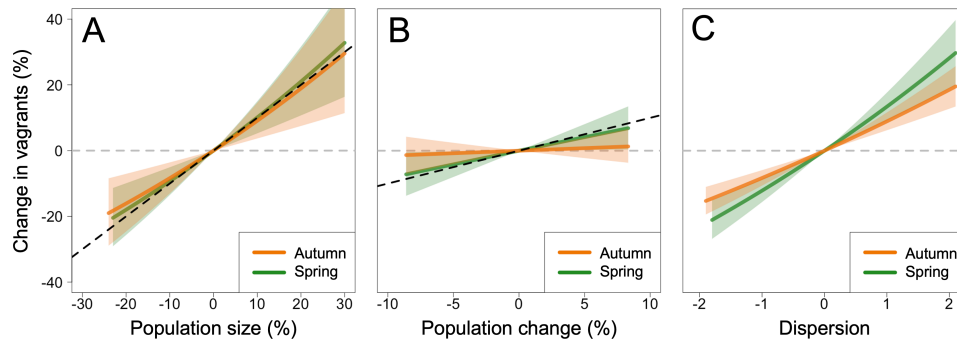 A
B
C
Change in vagrants (%)
40
20
0
-20
-40
Autumn
Spring
Autumn
Spring
Autumn
Spring
-30 -20 -10 0 10 20 30
-10 -5 0 5 10
-2 -1 0 1 2
Population size (%)
Population change (%)
Dispersion